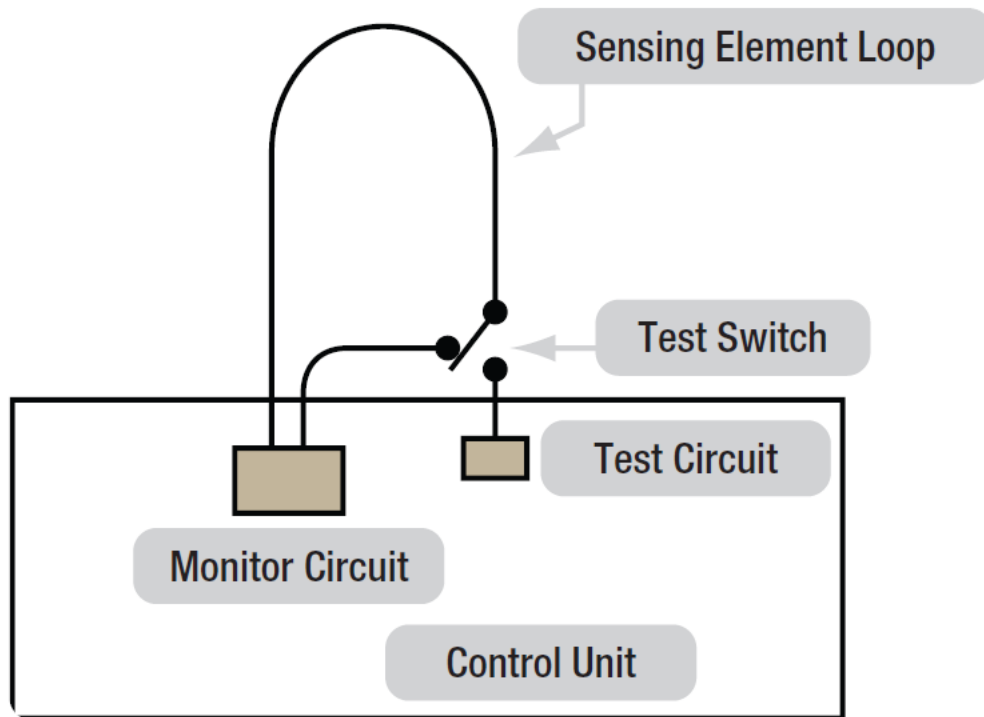 Sensing Element Loop
Test Switch
Test Circuit
Monitor Circuit
Control Unit